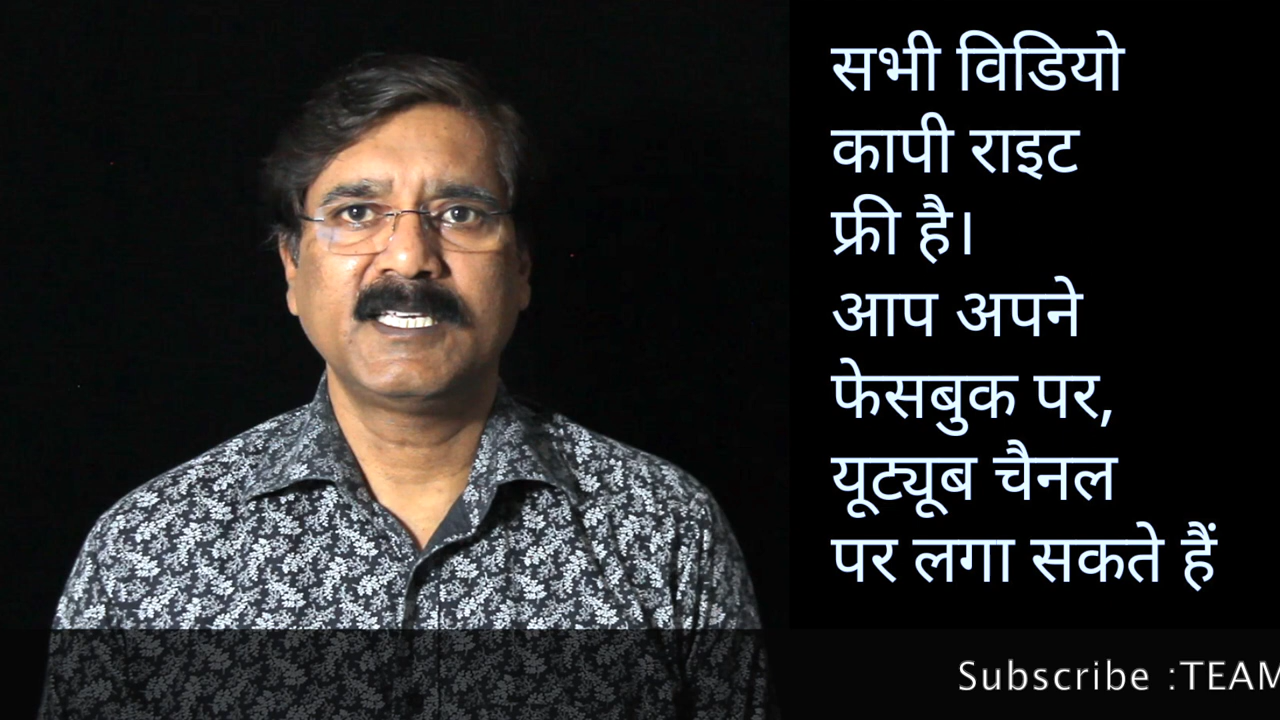 सभी विडियो
कापी राइट
फ्री है।
आप अपने
फेसबुक पर,
यूट्यूब चैनल
पर लगा सकते हैं
Subscribe :TEAM